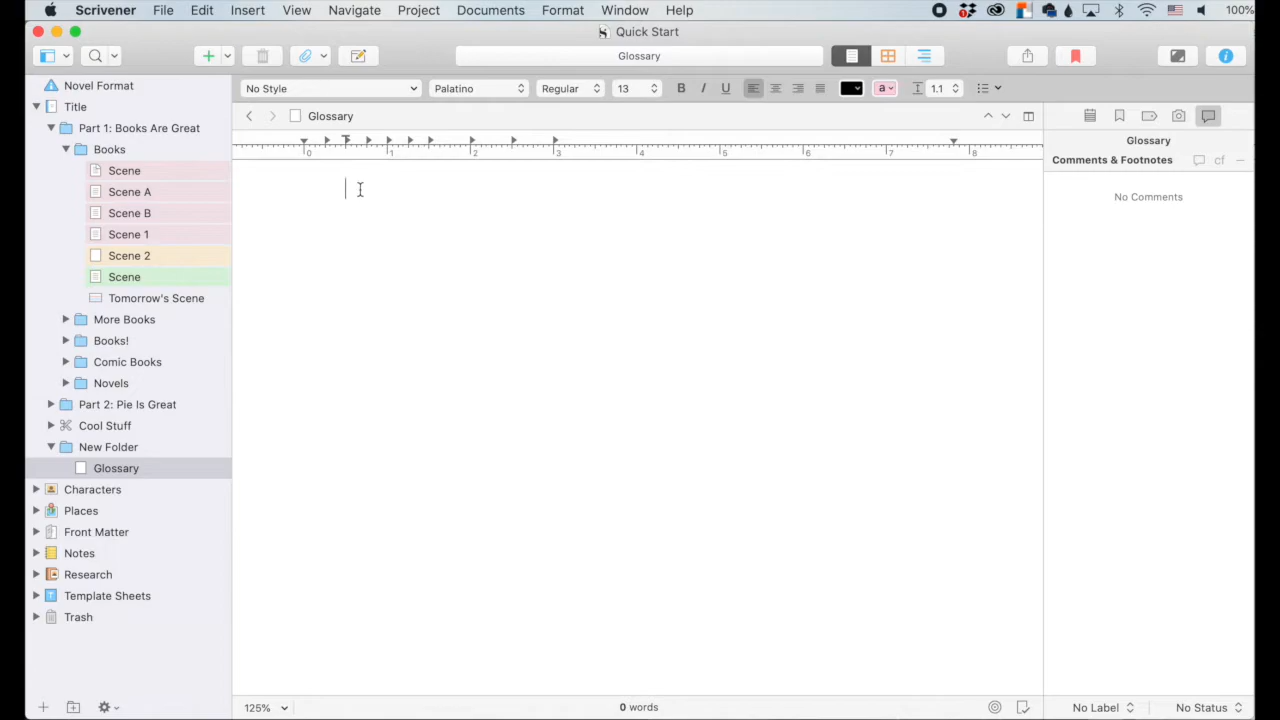 Scrivener File Edit Insert View Navigate Project Documents Format Window Help 100%
Quick Start
Glossary
No Style Palatino Regular 13 B I U a 1.1
Glossary
0 1 2 3 4 5 6 7 8
Novel Format
Title
Part 1: Books Are Great
Books
Scene
Scene A
Scene B
Scene 1
Scene 2
Scene
Tomorrow's Scene
More Books
Books!
Comic Books
Novels
Part 2: Pie Is Great
Cool Stuff
New Folder
Glossary
Characters
Places
Front Matter
Notes
Research
Template Sheets
Trash
Glossary
Comments & Footnotes cf
No Comments
125% 0 words No Label No Status